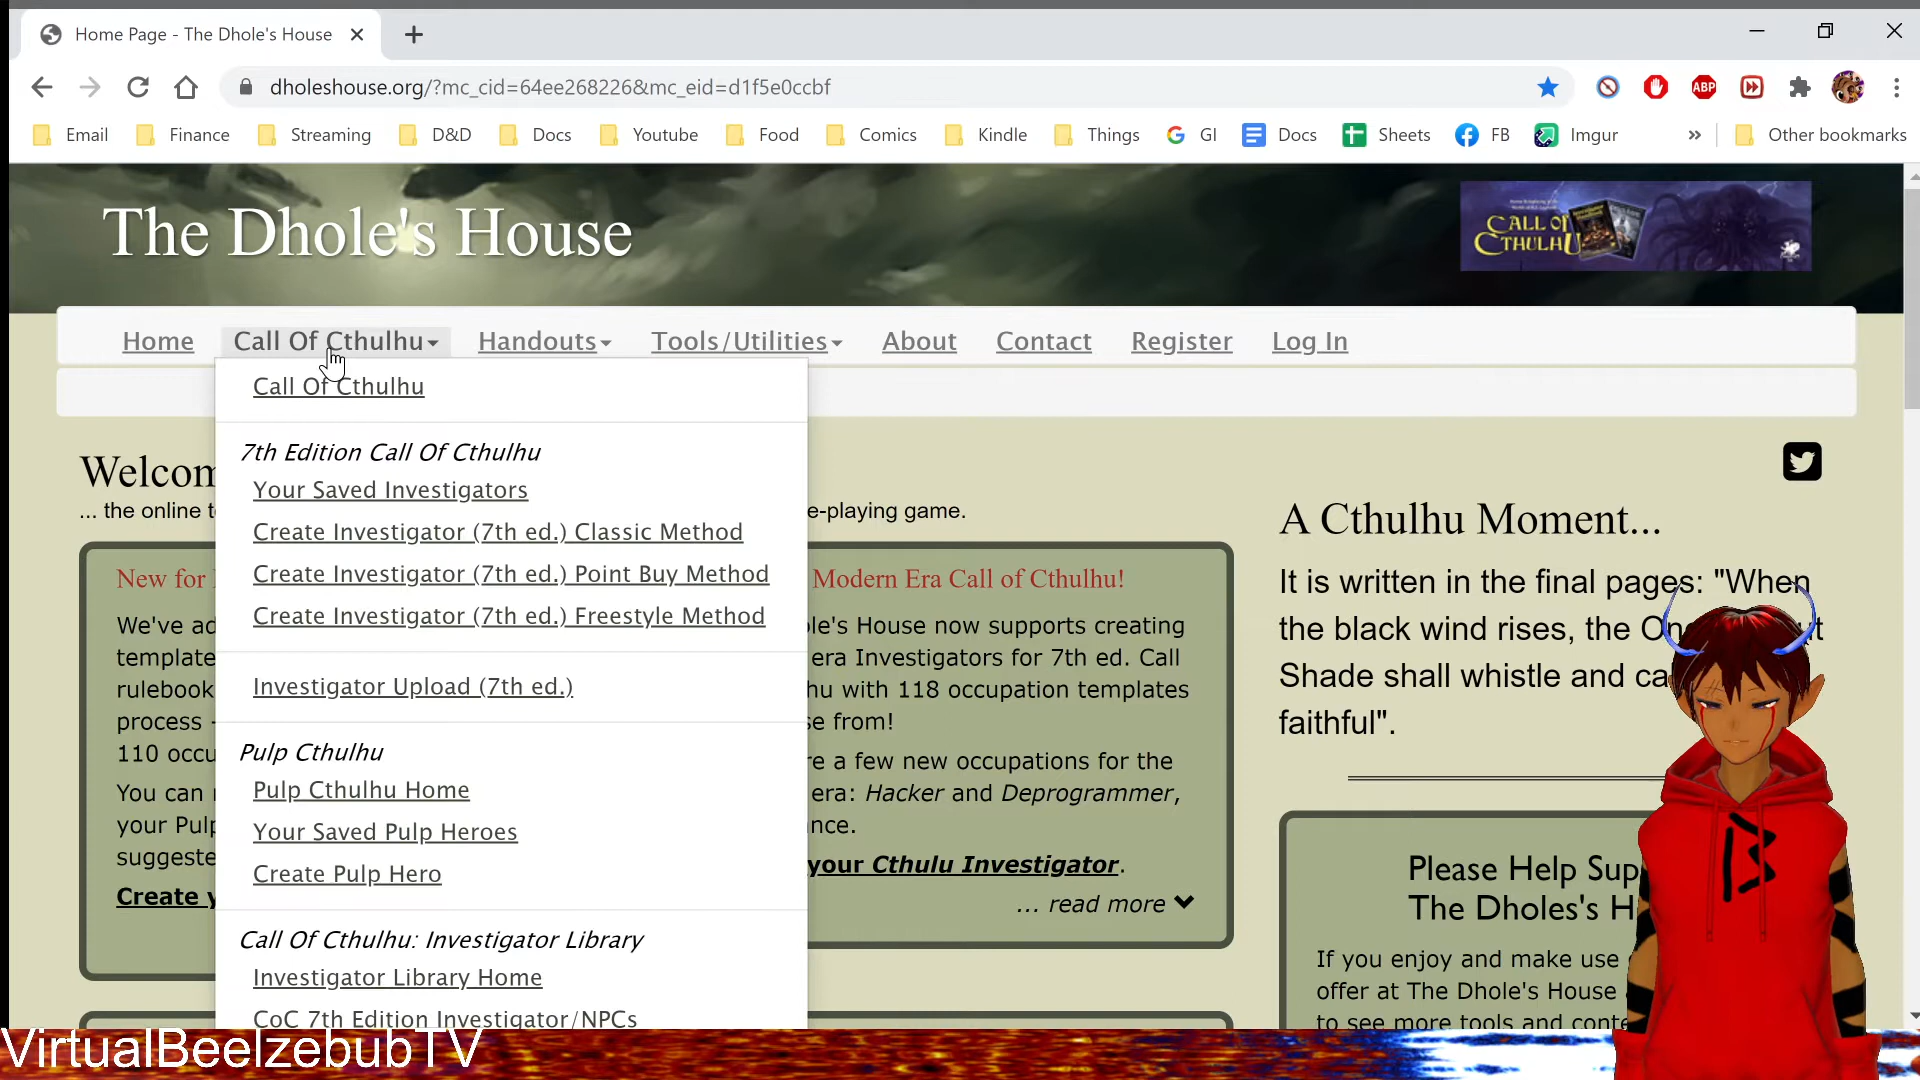 Home Page - The Dhole's House
dholeshouse.org/?mc_cid=64ee268226&mc_eid=d1f5e0ccbf
ABP
Email Finance Streaming D&D Docs Youtube Food Comics Kindle Things GI Docs Sheets FB Imgur » Other bookmarks
The Dhole's House
CALL OF
CTHULHU
Home Call Of Cthulhu Handouts Tools/Utilities About Contact Register Log In
Call Of Cthulhu
7th Edition Call Of Cthulhu
Your Saved Investigators
Create Investigator (7th ed.) Classic Method
Create Investigator (7th ed.) Point Buy Method
Create Investigator (7th ed.) Freestyle Method
Investigator Upload (7th ed.)
Pulp Cthulhu
Pulp Cthulhu Home
Your Saved Pulp Heroes
Create Pulp Hero
Call Of Cthulhu: Investigator Library
Investigator Library Home
CoC 7th Edition Investigator/NPCs
Welcom
... the online t
e-playing game.
New for
We've ad
template
rulebook
process -
110 occu
You can
your Pulp
suggeste
Create y
Modern Era Call of Cthulhu!
le's House now supports creating
era Investigators for 7th ed. Call
hu with 118 occupation templates
se from!
re a few new occupations for the
era: Hacker and Deprogrammer,
nce.
your Cthulu Investigator.
... read more
A Cthulhu Moment...
It is written in the final pages: "When
the black wind rises, the On
Shade shall whistle and ca
faithful".
Please Help Sup
The Dholes's H
If you enjoy and make use
offer at The Dhole's House
to see more tools and conte
B
VirtualBeelzebubTV